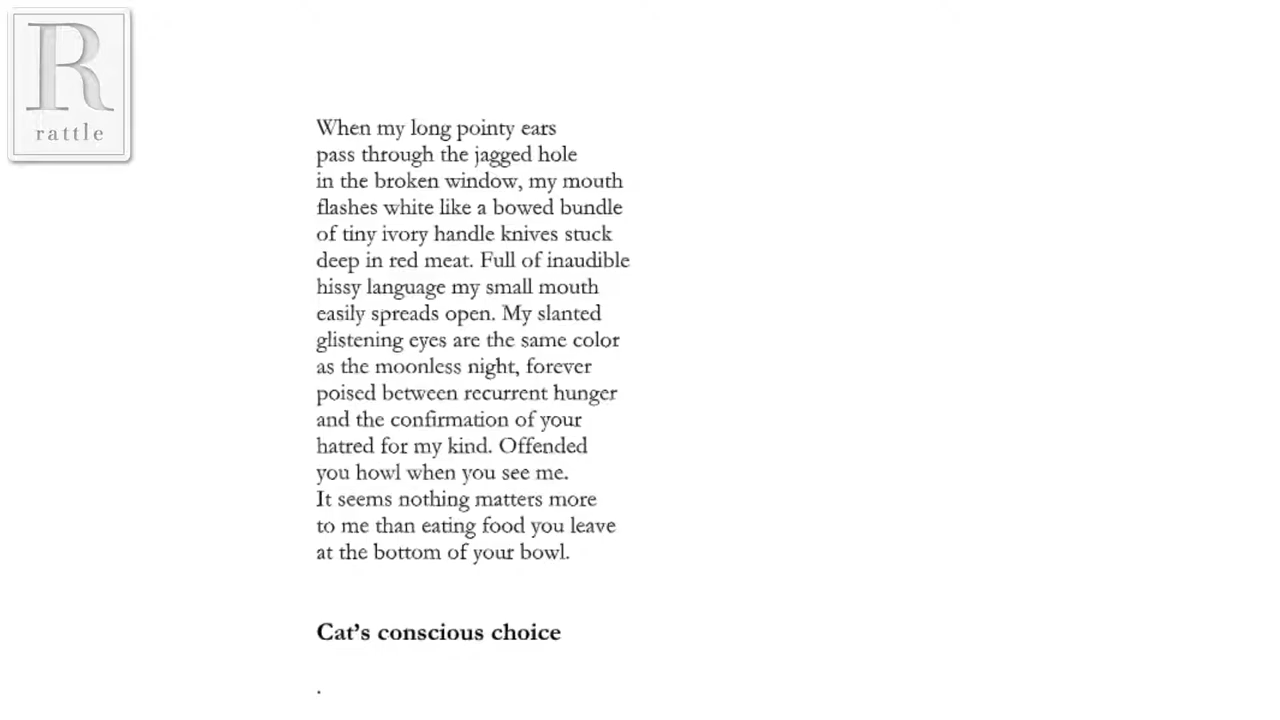 R
rattle
When my long pointy ears
pass through the jagged hole
in the broken window, my mouth
flashes white like a bowed bundle
of tiny ivory handle knives stuck
deep in red meat. Full of inaudible
hissy language my small mouth
easily spreads open. My slanted
glistening eyes are the same color
as the moonless night, forever
poised between recurrent hunger
and the confirmation of your
hatred for my kind. Offended
you howl when you see me.
It seems nothing matters more
to me than eating food you leave
at the bottom of your bowl.
Cat’s conscious choice
.